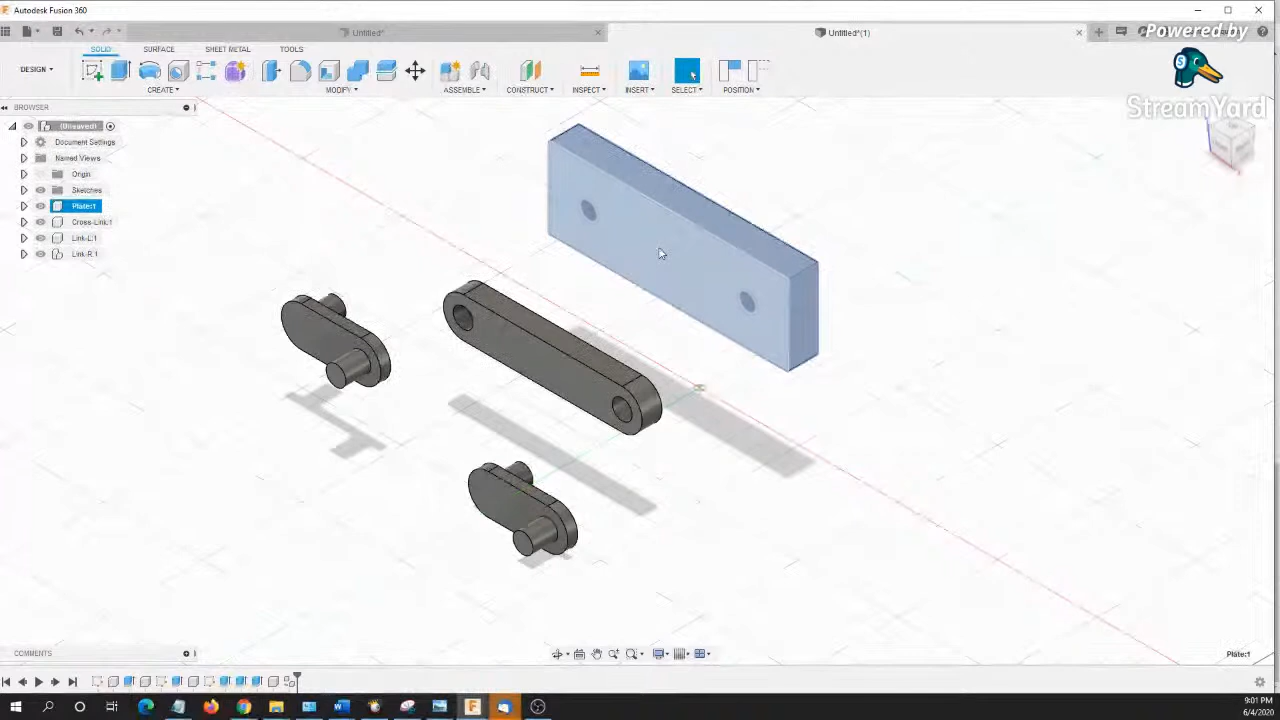 Autodesk Fusion 360
Untitled*
Untitled*(1)
Powered by
StreamYard
SOLID
SURFACE
SHEET METAL
TOOLS
DESIGN
CREATE
MODIFY
ASSEMBLE
CONSTRUCT
INSPECT
INSERT
SELECT
POSITION
BROWSER
(Unsaved)
Document Settings
Named Views
Origin
Sketches
Plate:1
Cross-Link:1
Link-L:1
Link-R:1
COMMENTS
Plate:1
9:01 PM
6/4/2020